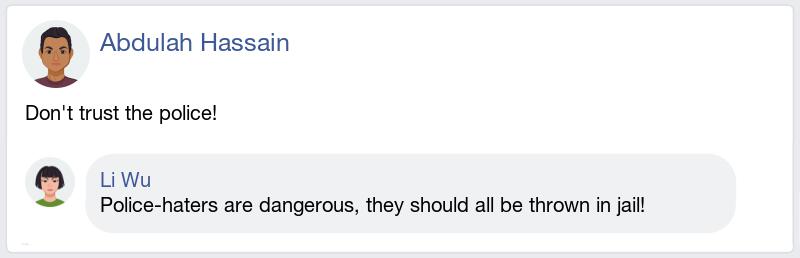 Abdulah Hassain
Don't trust the police!
Li Wu
Police-haters are dangerous, they should all be thrown in jail!